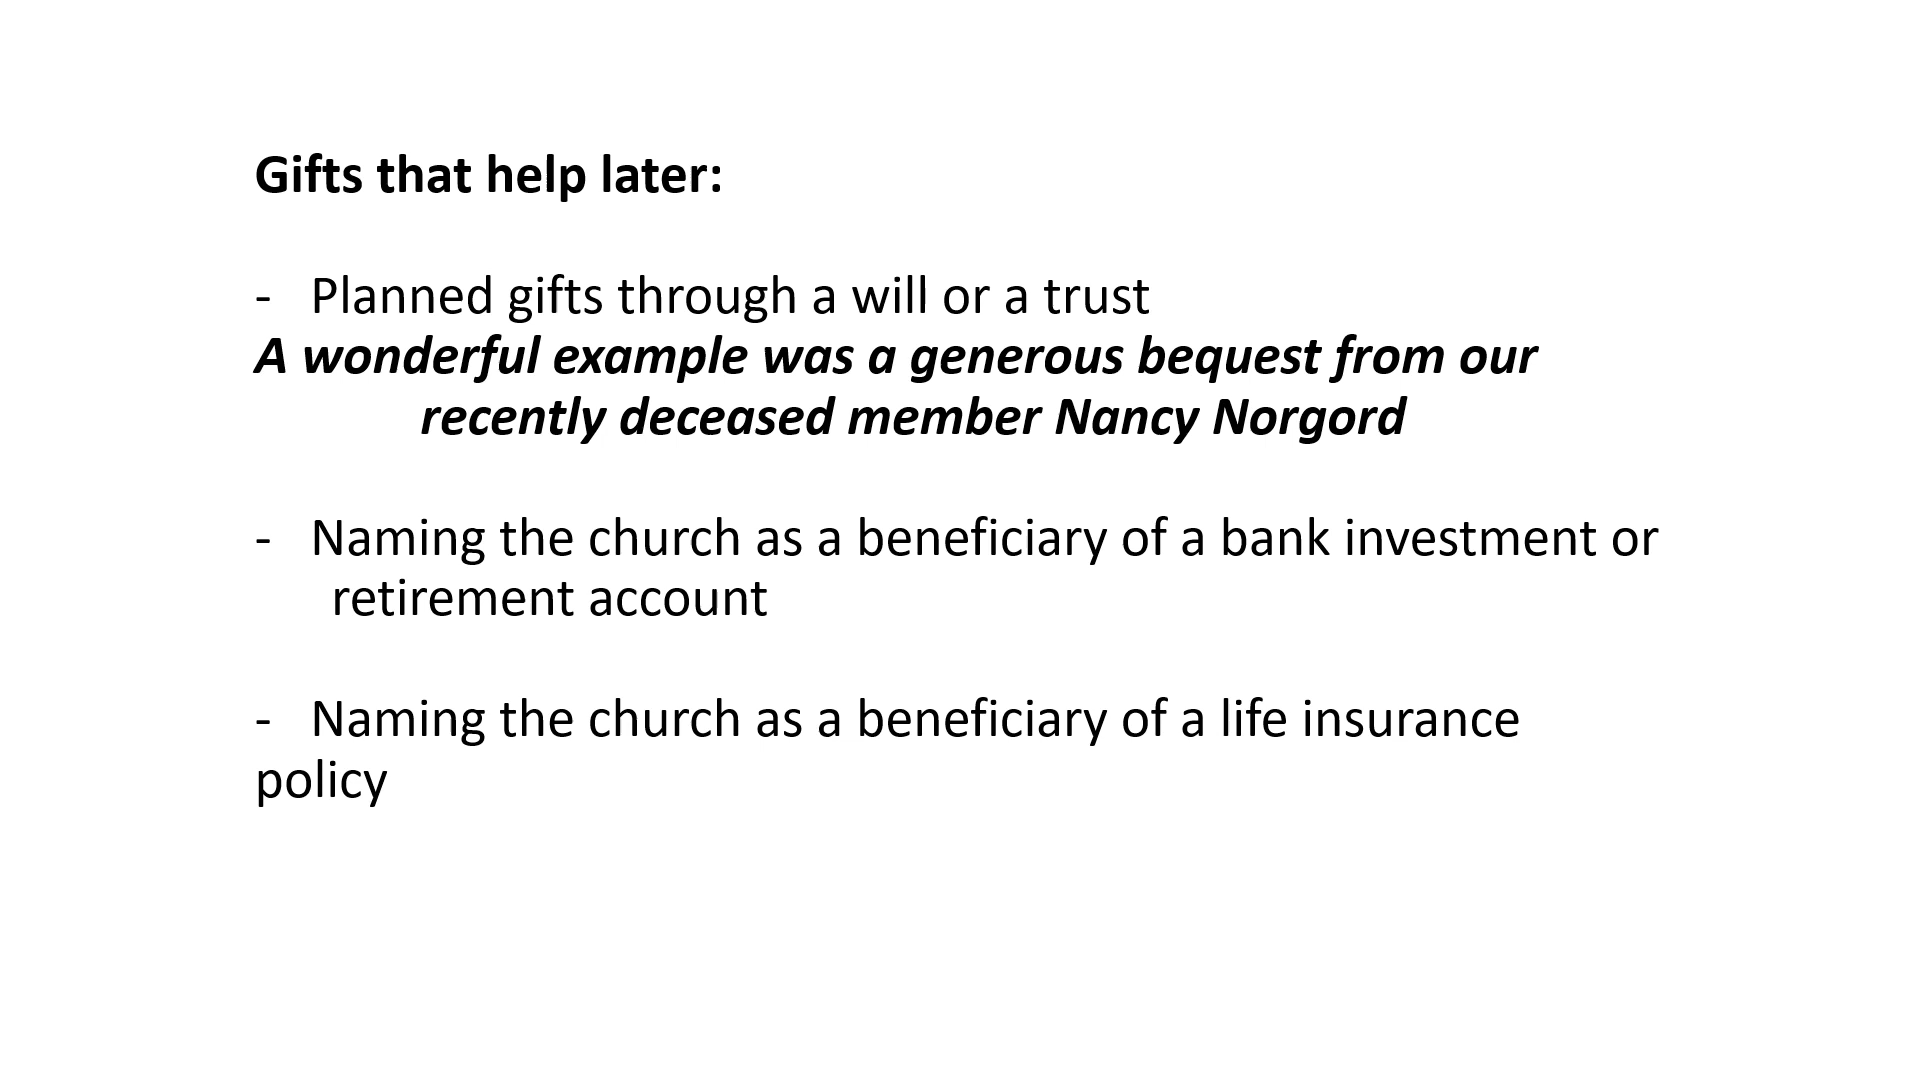 Gifts that help later:
- Planned gifts through a will or a trust
A wonderful example was a generous bequest from our
recently deceased member Nancy Norgord
- Naming the church as a beneficiary of a bank investment or
retirement account
- Naming the church as a beneficiary of a life insurance
policy